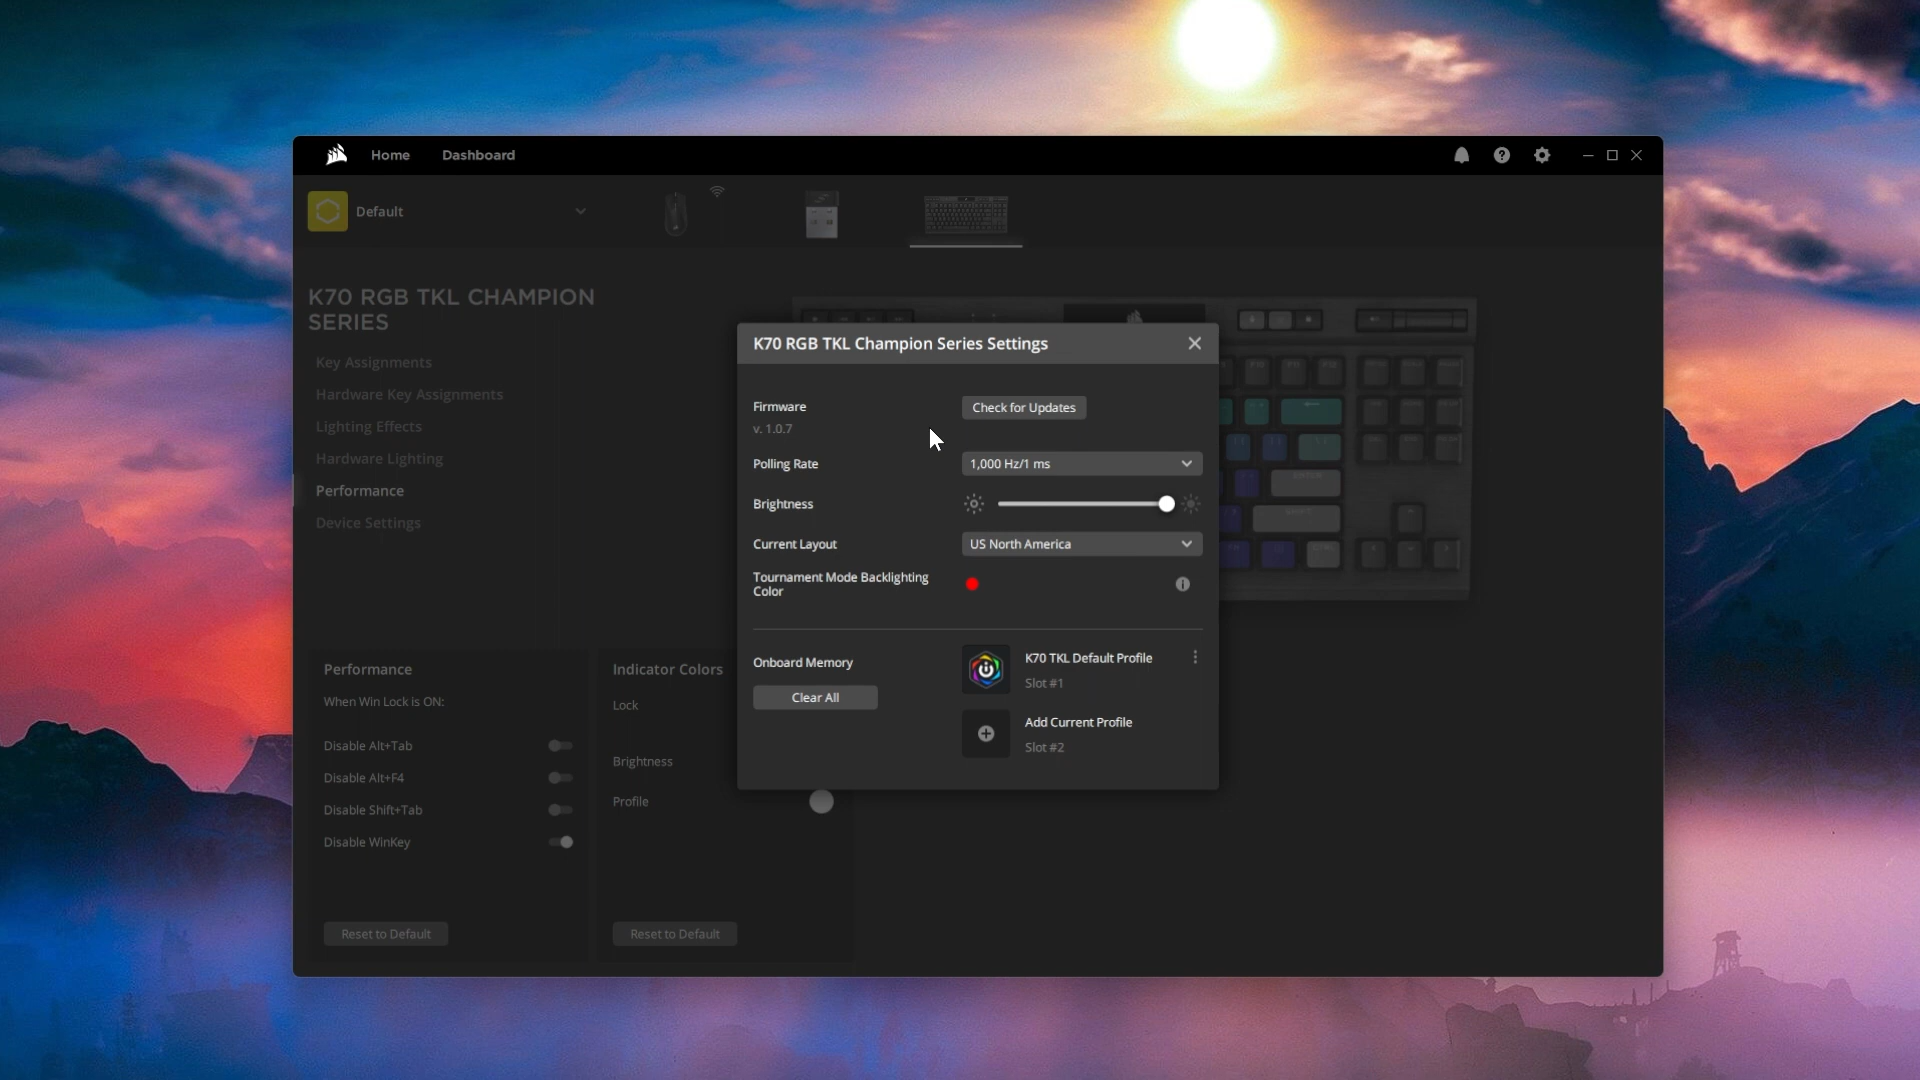 Home
Dashboard
Default
K70 RGB TKL CHAMPION
SERIES
Key Assignments
Hardware Key Assignments
Lighting Effects
Hardware Lighting
Performance
Device Settings
K70 RGB TKL Champion Series Settings
Firmware
Check for Updates
v. 1.0.7
Polling Rate
1,000 Hz/1 ms
Brightness
Current Layout
US North America
Tournament Mode Backlighting
Color
Onboard Memory
Clear All
K70 TKL Default Profile
Slot #1
Add Current Profile
Slot #2
Performance
When Win Lock is ON:
Disable Alt+Tab
Disable Alt+F4
Disable Shift+Tab
Disable WinKey
Reset to Default
Indicator Colors
Lock
Brightness
Profile
Reset to Default